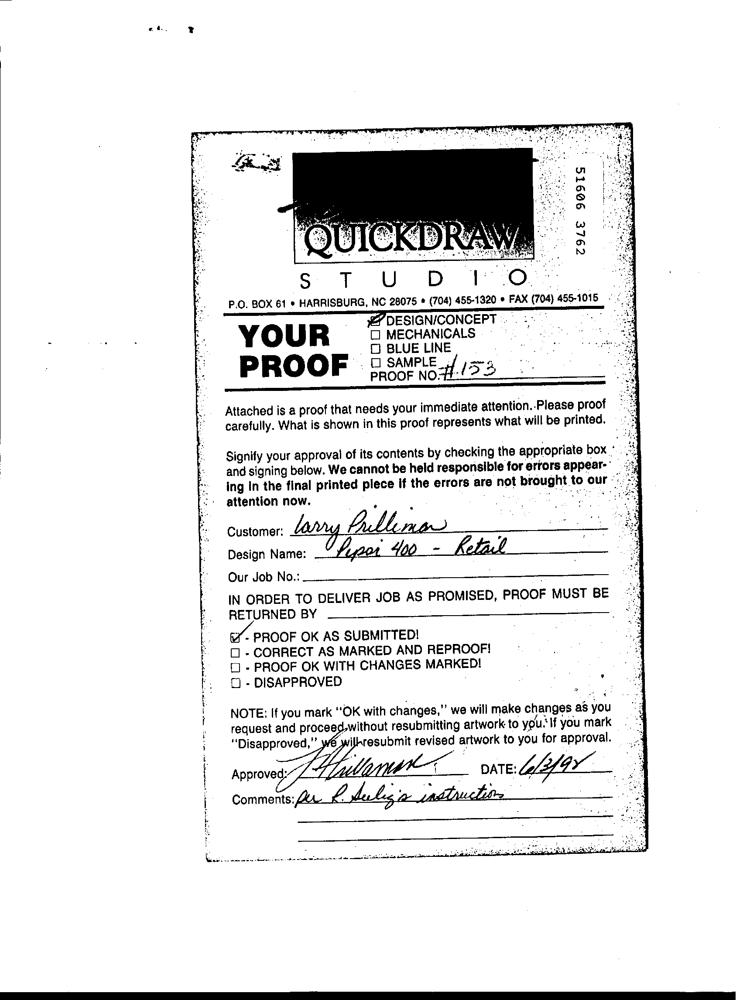 51606 3762
QUICKDRAW
STUDIO
P.O. BOX 61 • HARRISBURG, NC 28075 • (704) 455-1320 • FAX (704) 455-1015
YOUR
PROOF
☑ DESIGN/CONCEPT
☐ MECHANICALS
☐ BLUE LINE
☐ SAMPLE
PROOF NO. #153
Attached is a proof that needs your immediate attention. Please proof
carefully. What is shown in this proof represents what will be printed.
Signify your approval of its contents by checking the appropriate box
and signing below. We cannot be held responsible for errors appear-
ing in the final printed piece if the errors are not brought to our
attention now.
Customer: Larry Prilliman
Design Name: Pepsi 400 - Retail
Our Job No.:
IN ORDER TO DELIVER JOB AS PROMISED, PROOF MUST BE
RETURNED BY
☑ - PROOF OK AS SUBMITTED!
☐ - CORRECT AS MARKED AND REPROOF!
☐ - PROOF OK WITH CHANGES MARKED!
☐ - DISAPPROVED
NOTE: If you mark "OK with changes," we will make changes as you
request and proceed without resubmitting artwork to you. If you mark
"Disapproved," we will resubmit revised artwork to you for approval.
Approved: DATE: 6/3/92
Comments: per R. instructions